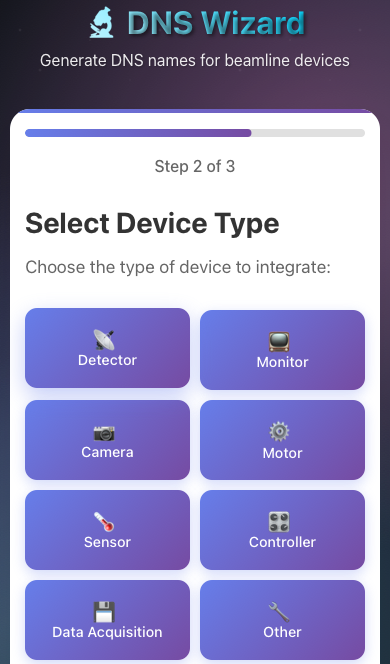 DNS Wizard
Generate DNS names for beamline devices
Step 2 of 3
Select Device Type
Choose the type of device to integrate:
Detector
Monitor
Camera
Motor
Sensor
Controller
Data Acquisition
Other